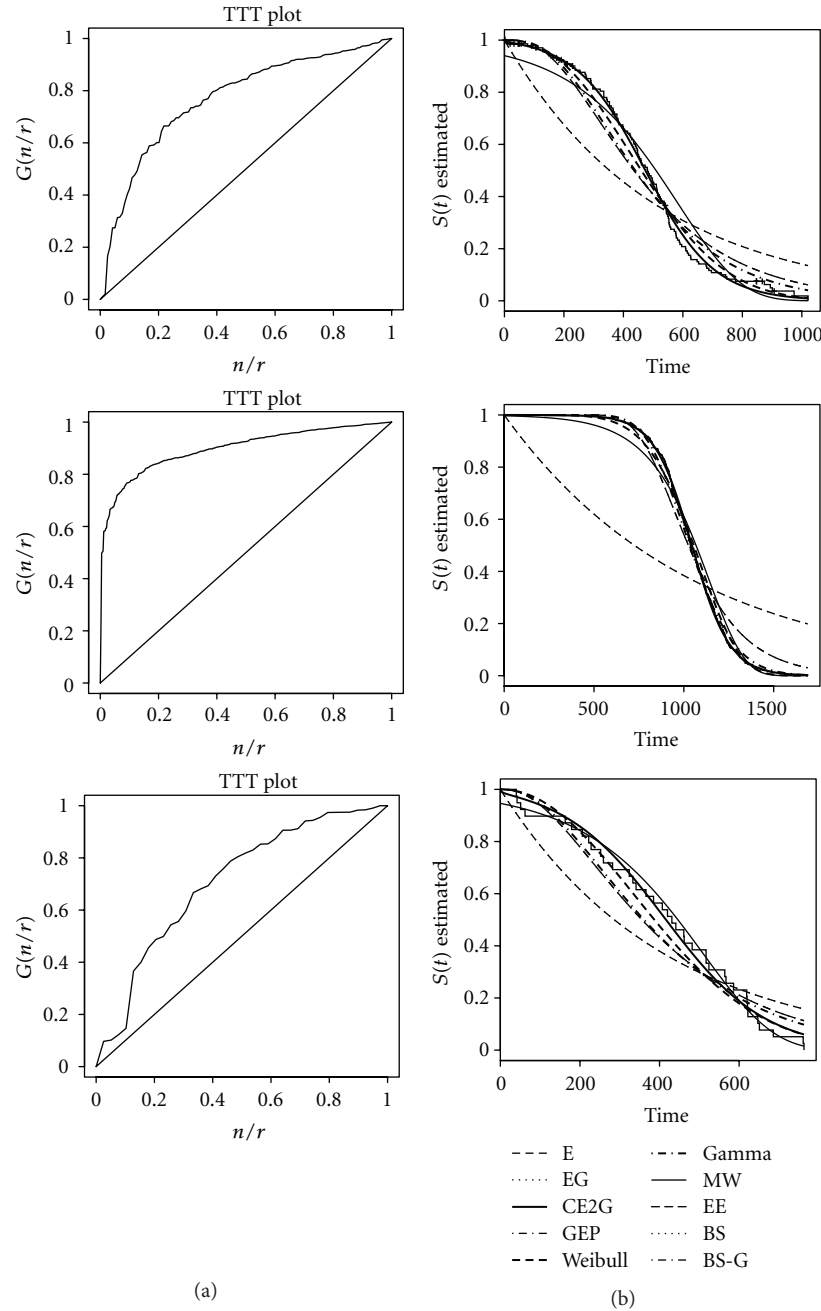 TTT plot
G(n/r)
1
0.8
0.6
0.4
0.2
0
0 0.2 0.4 0.6 0.8 1
n/r
S(t) estimated
1
0.8
0.6
0.4
0.2
0
0 200 400 600 800 1000
Time
TTT plot
G(n/r)
1
0.8
0.6
0.4
0.2
0
0 0.2 0.4 0.6 0.8 1
n/r
S(t) estimated
1
0.8
0.6
0.4
0.2
0
0 500 1000 1500
Time
TTT plot
G(n/r)
1
0.8
0.6
0.4
0.2
0
0 0.2 0.4 0.6 0.8 1
n/r
S(t) estimated
1
0.8
0.6
0.4
0.2
0
0 200 400 600
Time
E
EG
CE2G
GEP
Weibull
Gamma
MW
EE
BS
BS-G
(a)
(b)